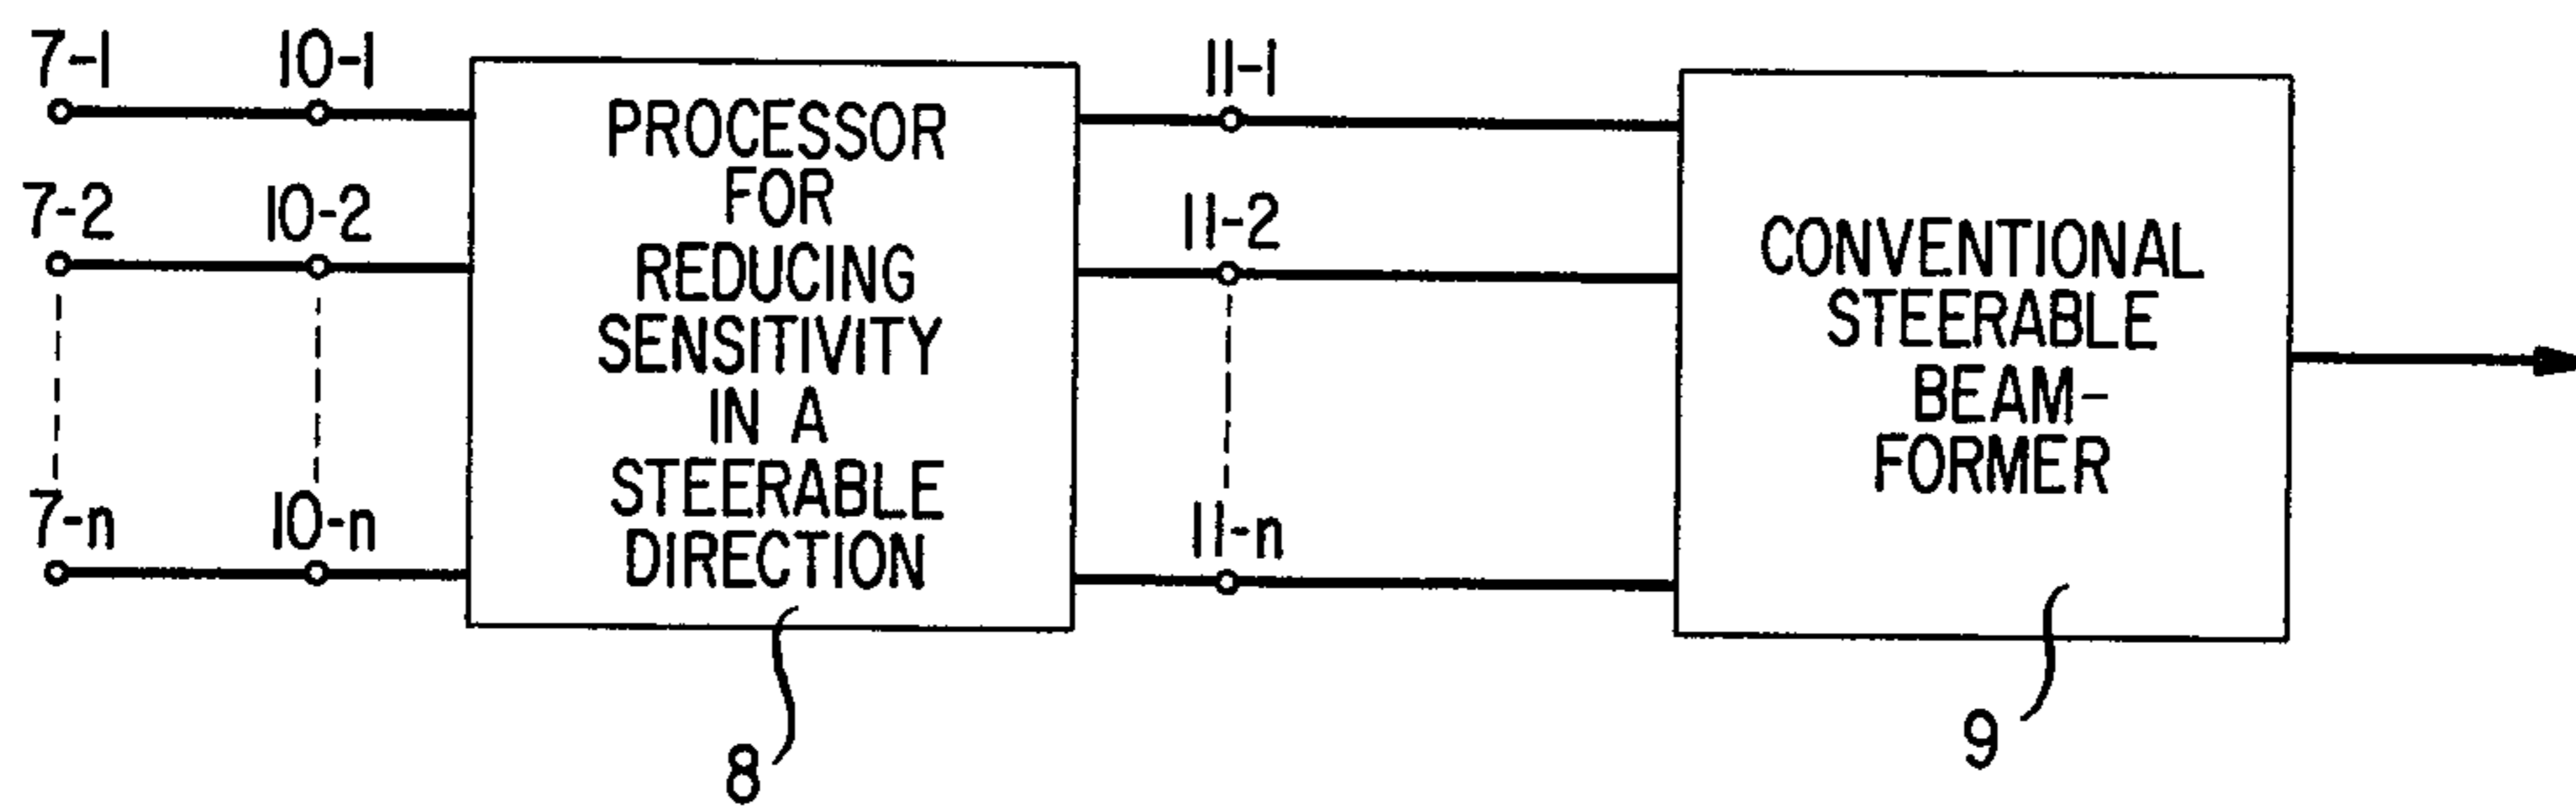 7-1 10-1 11-1
7-2 10-2 11-2
7-n 10-n 11-n
PROCESSOR
FOR
REDUCING
SENSITIVITY
IN A
STEERABLE
DIRECTION
CONVENTIONAL
STEERABLE
BEAM-
FORMER
8
9